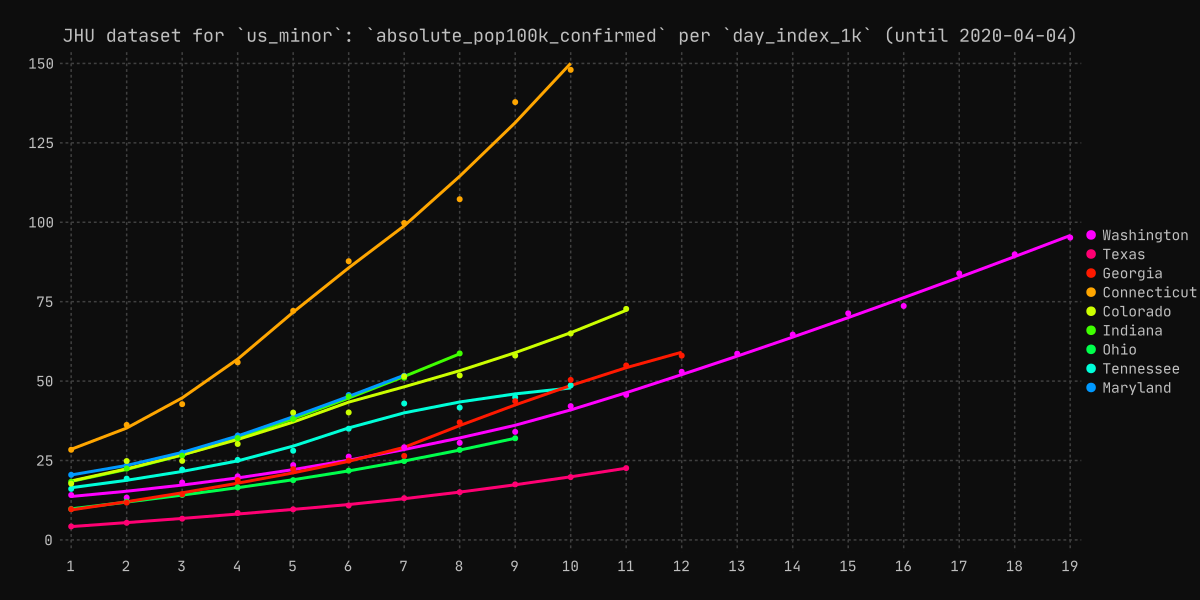 JHU dataset for `us_minor`: `absolute_pop100k_confirmed` per `day_index_1k` (until 2020-04-04)
150
125
100
75
50
25
0
1 2 3 4 5 6 7 8 9 10 11 12 13 14 15 16 17 18 19
Washington
Texas
Georgia
Connecticut
Colorado
Indiana
Ohio
Tennessee
Maryland